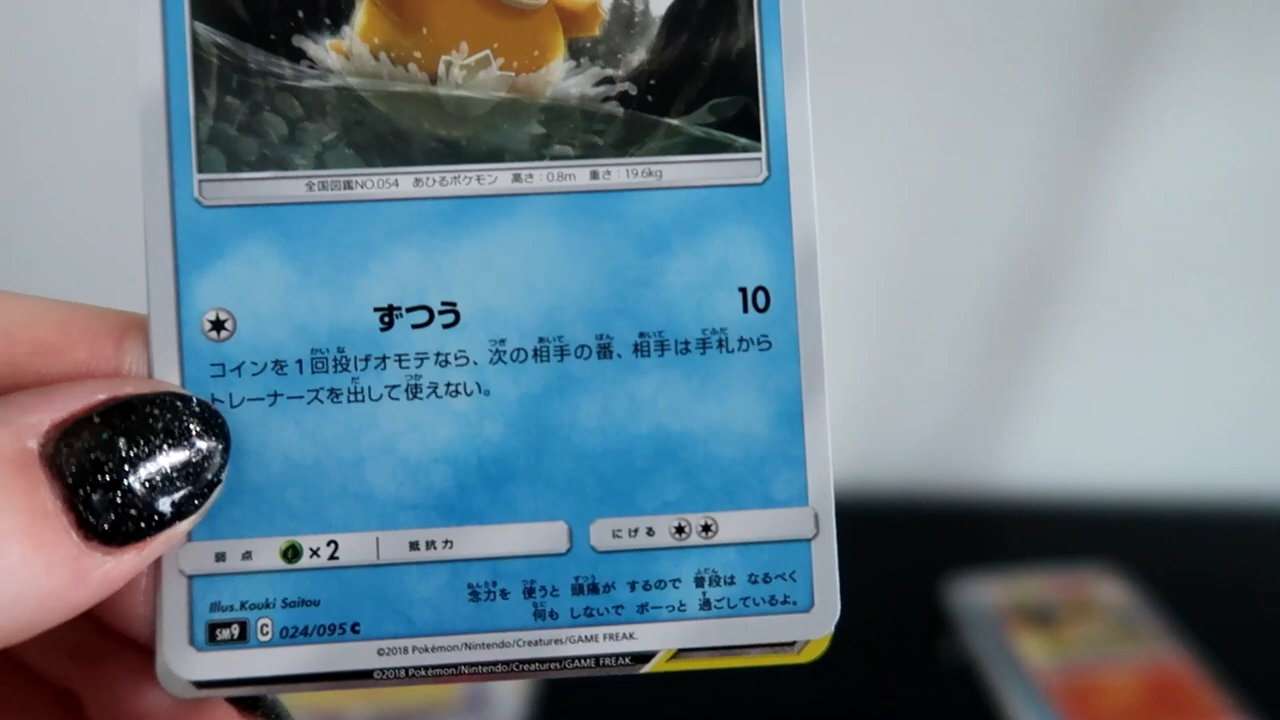 全国図鑑NO.054 あひるポケモン 高さ:0.8m 重さ:19.6kg
ずつう 10
コインを1回投げオモテなら、次の相手の番、相手は手札から
トレーナーズを出して使えない。
弱点 ×2 抵抗力 にげる
念力を 使うと 頭痛が するので 普段は なるべく
何も しないで ボーっと 過ごしているよ。
Illus.Kouki Saitou
SM9 C 024/095 C
©2018 Pokémon/Nintendo/Creatures/GAME FREAK.
©2018 Pokémon/Nintendo/Creatures/GAME FREAK.